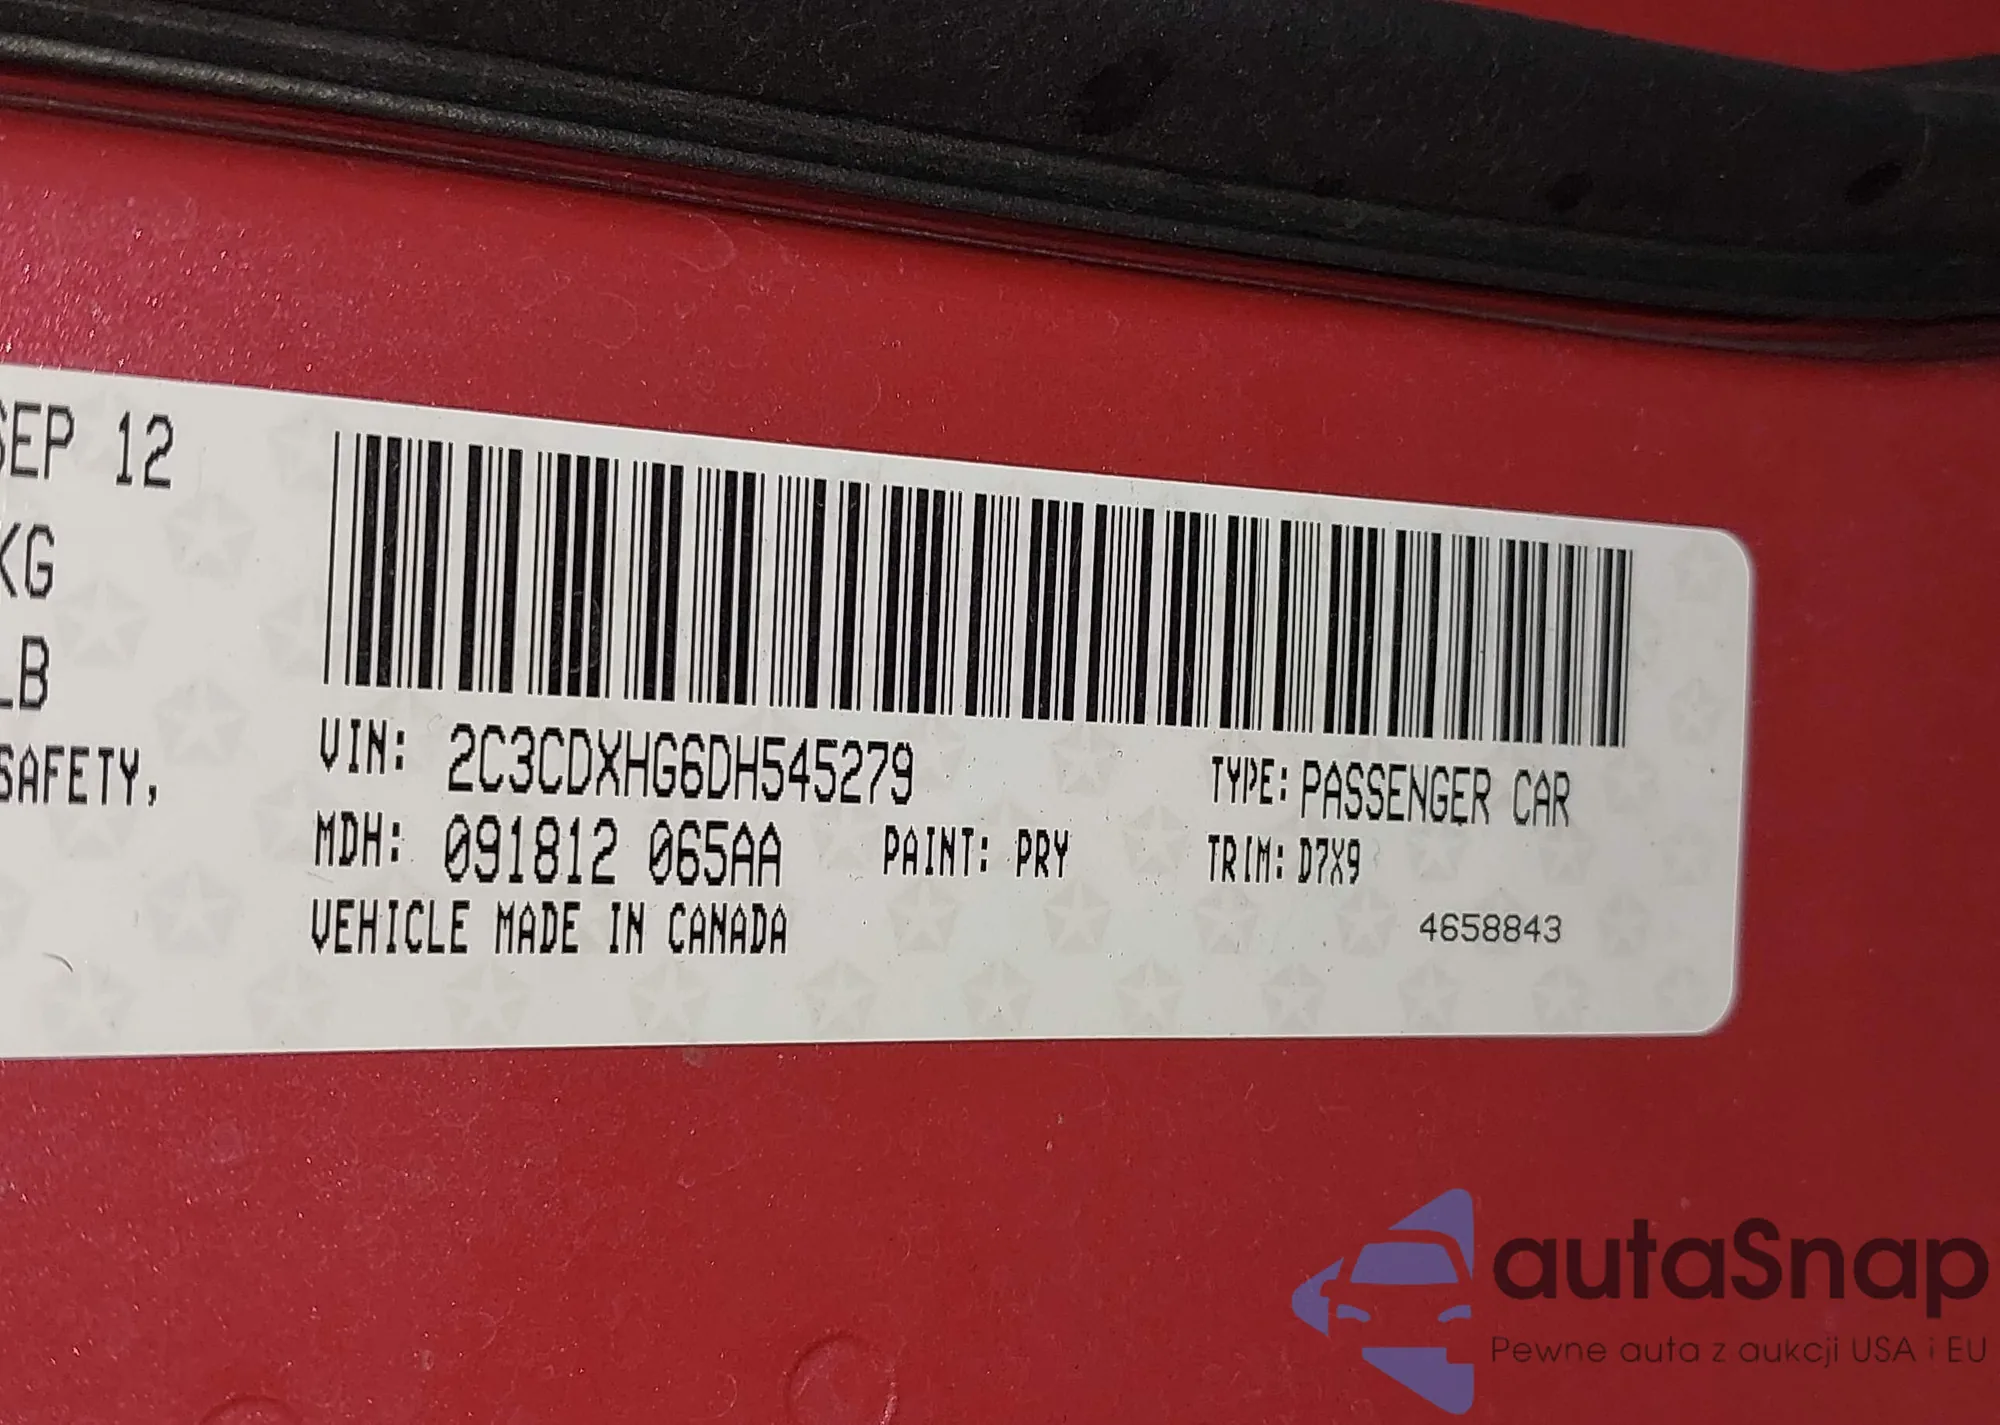 SEP 12
KG
LB
SAFETY,
VIN: 2C3CDXHG6DH545279
TYPE: PASSENGER CAR
MDH: 091812 065AA
PAINT: PRY
TRIM: D7X9
VEHICLE MADE IN CANADA
4658843
autaSnap
Pewne auta z aukcji USA i EU